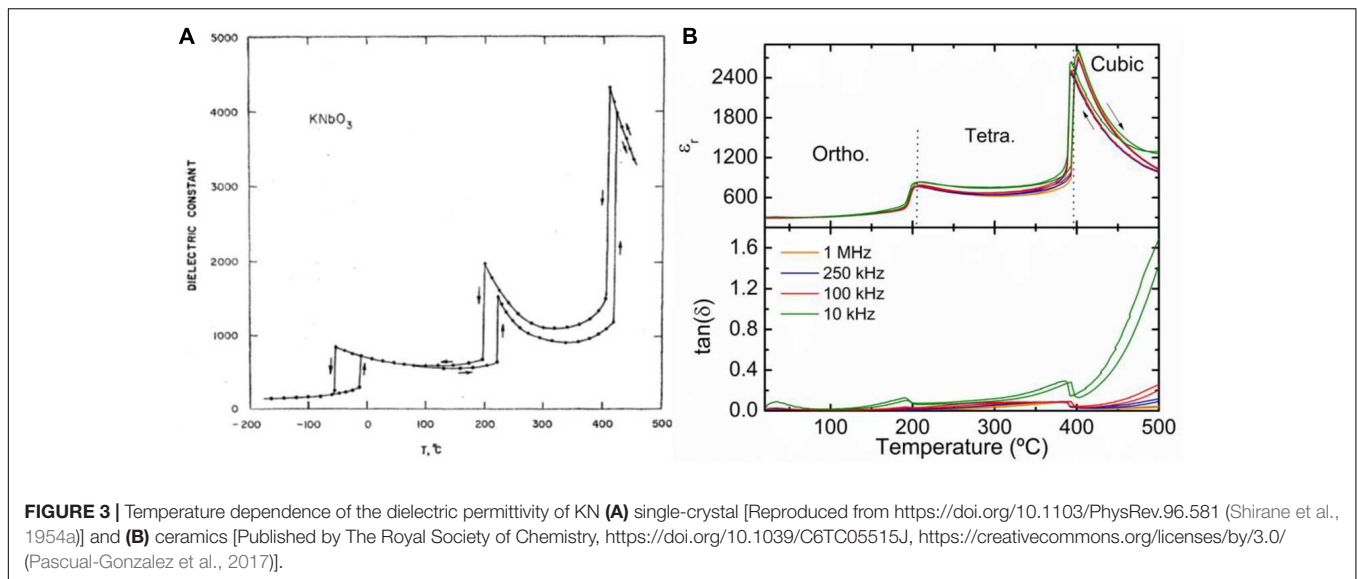 A
5000
4000
3000
2000
1000
0
DIELECTRIC CONSTANT
KNbO₃
-200 -100 0 100 200 300 400 500
T, °C
B
2400
1800
1200
600
εr
Ortho.
Tetra.
Cubic
1.6
1.2
0.8
0.4
0.0
tan(δ)
1 MHz
250 kHz
100 kHz
10 kHz
100 200 300 400 500
Temperature (ºC)
FIGURE 3 | Temperature dependence of the dielectric permittivity of KN (A) single-crystal [Reproduced from https://doi.org/10.1103/PhysRev.96.581 (Shirane et al.,
1954a)] and (B) ceramics [Published by The Royal Society of Chemistry, https://doi.org/10.1039/C6TC05515J, https://creativecommons.org/licenses/by/3.0/
(Pascual-Gonzalez et al., 2017)].